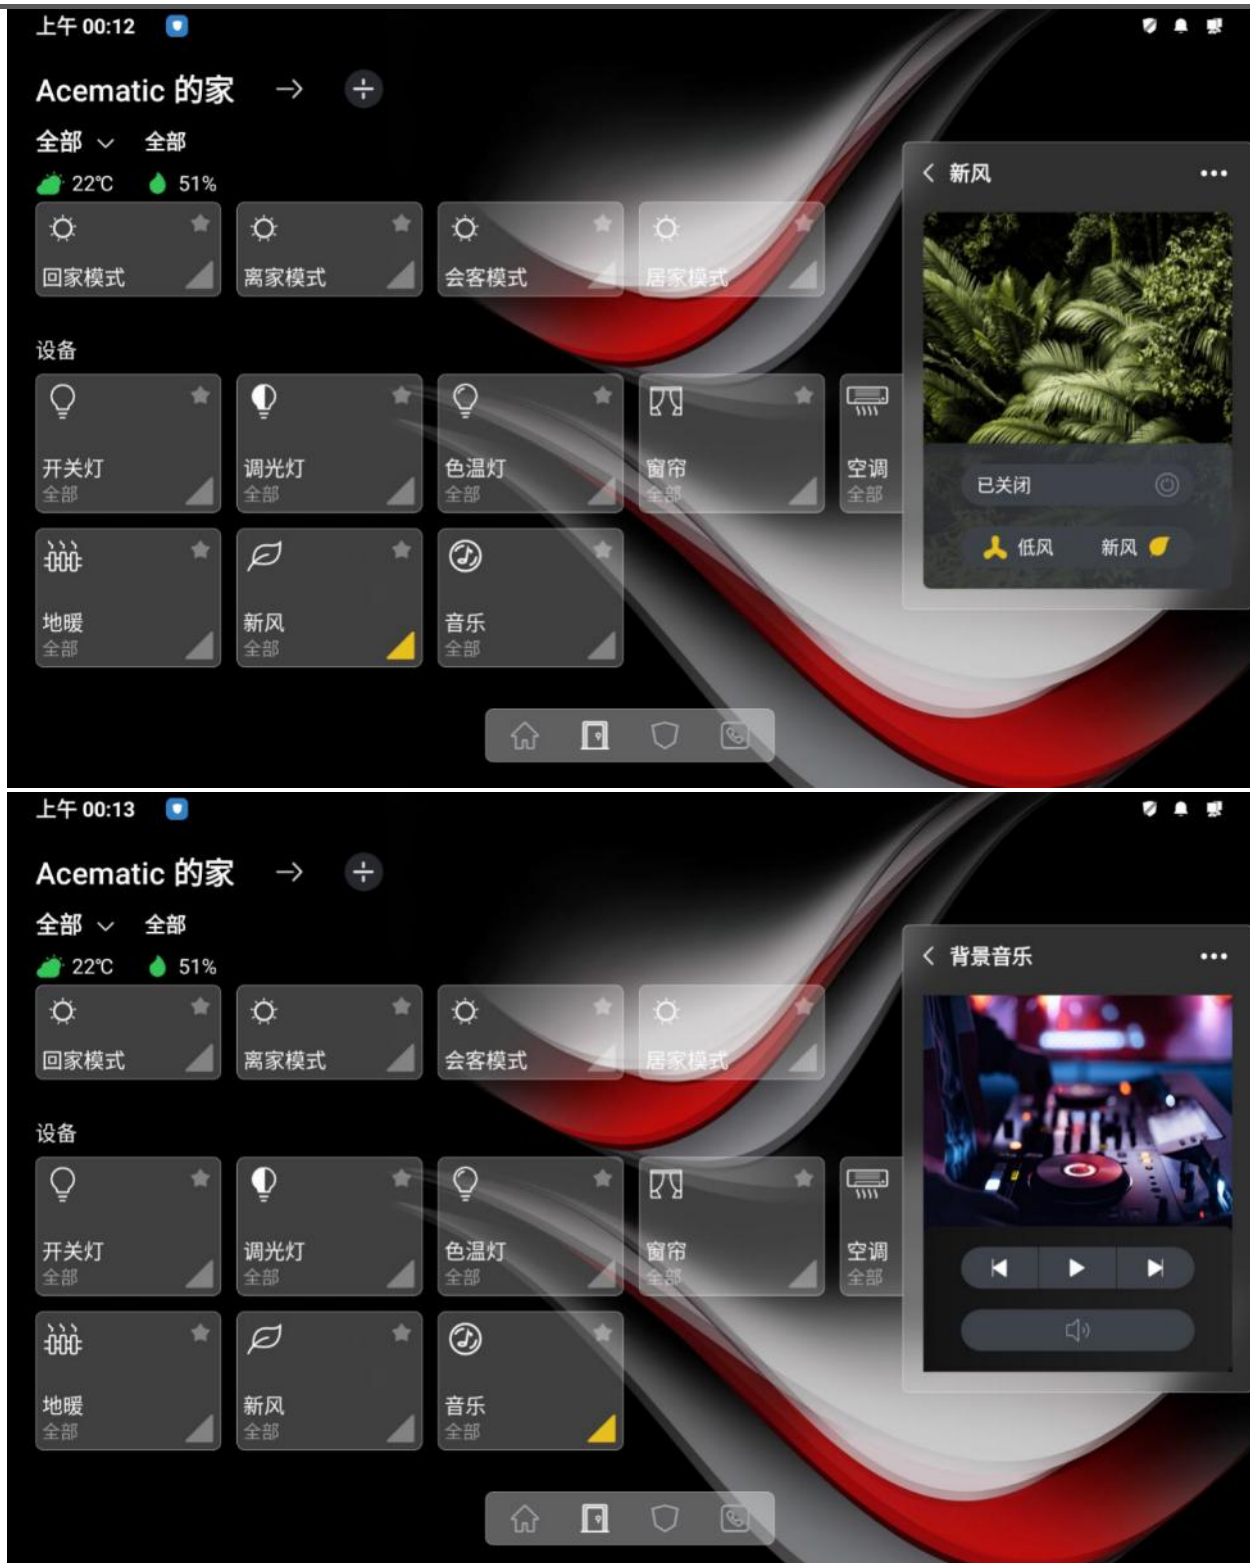 上午 00:12
Acematic 的家
全部 全部
22℃ 51%
回家模式 离家模式 会客模式 居家模式
设备
开关灯 调光灯 色温灯 窗帘 空调
全部 全部 全部 全部 全部
地暖 新风 音乐
全部 全部 全部
新风
已关闭
低风 新风
上午 00:13
Acematic 的家
全部 全部
22℃ 51%
回家模式 离家模式 会客模式 居家模式
设备
开关灯 调光灯 色温灯 窗帘 空调
全部 全部 全部 全部 全部
地暖 新风 音乐
全部 全部 全部
背景音乐